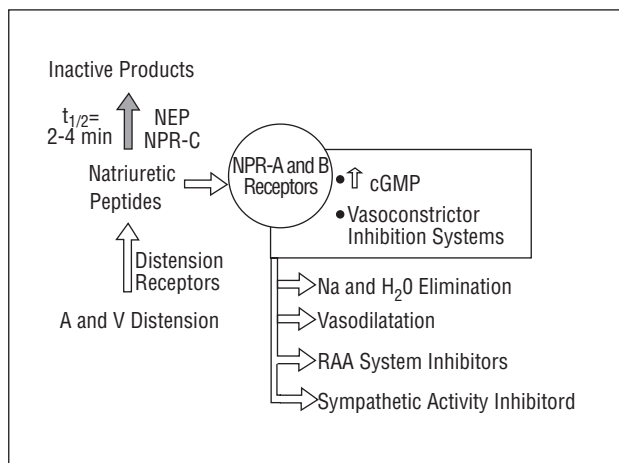 Inactive Products
t1/2=
2-4 min
NEP
NPR-C
Natriuretic
Peptides
NPR-A and B
Receptors
• ⇧ cGMP
• Vasoconstrictor
Inhibition Systems
Distension
Receptors
A and V Distension
Na and H20 Elimination
Vasodilatation
RAA System Inhibitors
Sympathetic Activity Inhibitord